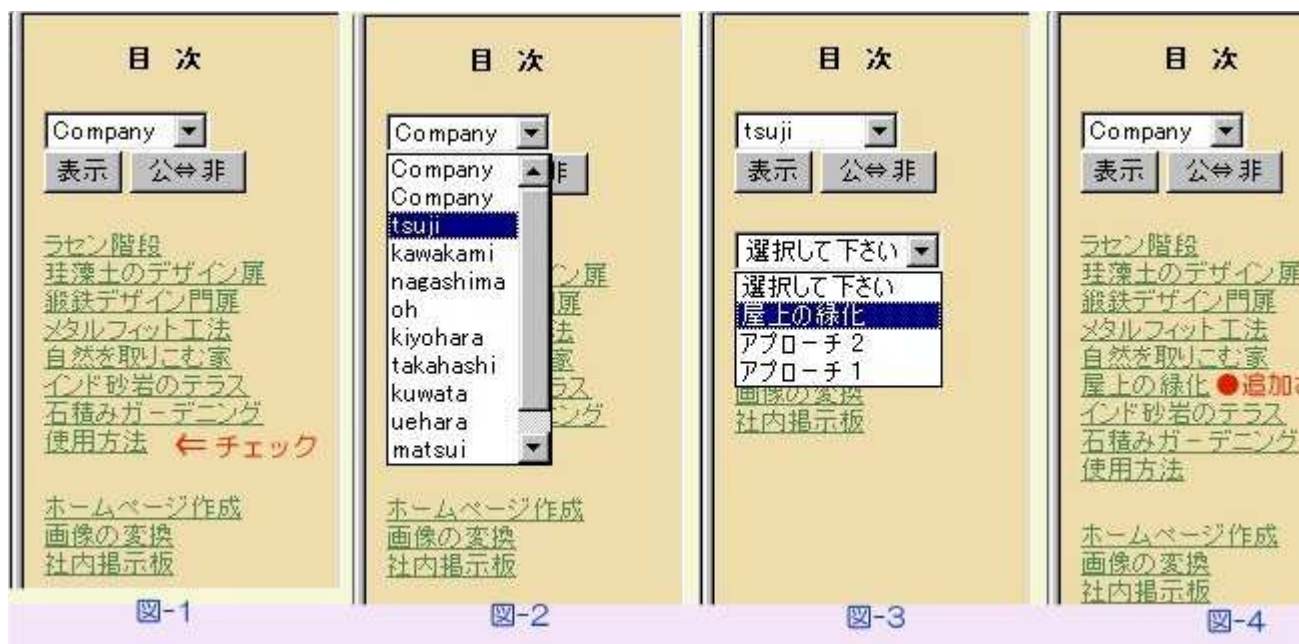 目 次
Company
表示 公⇔非
ラセン階段
珪藻土のデザイン扉
鍛鉄デザイン門扉
メタルフィット工法
自然を取りこむ家
インド砂岩のテラス
石積みガーデニング
使用方法 ⇐チェック
ホームページ作成
画像の変換
社内掲示板
図-1
目 次
Company
Company
Company
tsuji
kawakami
nagashima
oh
kiyohara
takahashi
kuwata
uehara
matsui
非
ン扉
扉
法
家
ラス
ング
ホームページ作成
画像の変換
社内掲示板
図-2
目 次
tsuji
表示 公⇔非
選択して下さい
選択して下さい
屋上の緑化
アプローチ2
アプローチ1
画像の変換
社内掲示板
図-3
目 次
Company
表示 公⇔非
ラセン階段
珪藻土のデザイン扉
鍛鉄デザイン門扉
メタルフィット工法
自然を取りこむ家
屋上の緑化 ●追加
インド砂岩のテラス
石積みガーデニング
使用方法
ホームページ作成
画像の変換
社内掲示板
図-4